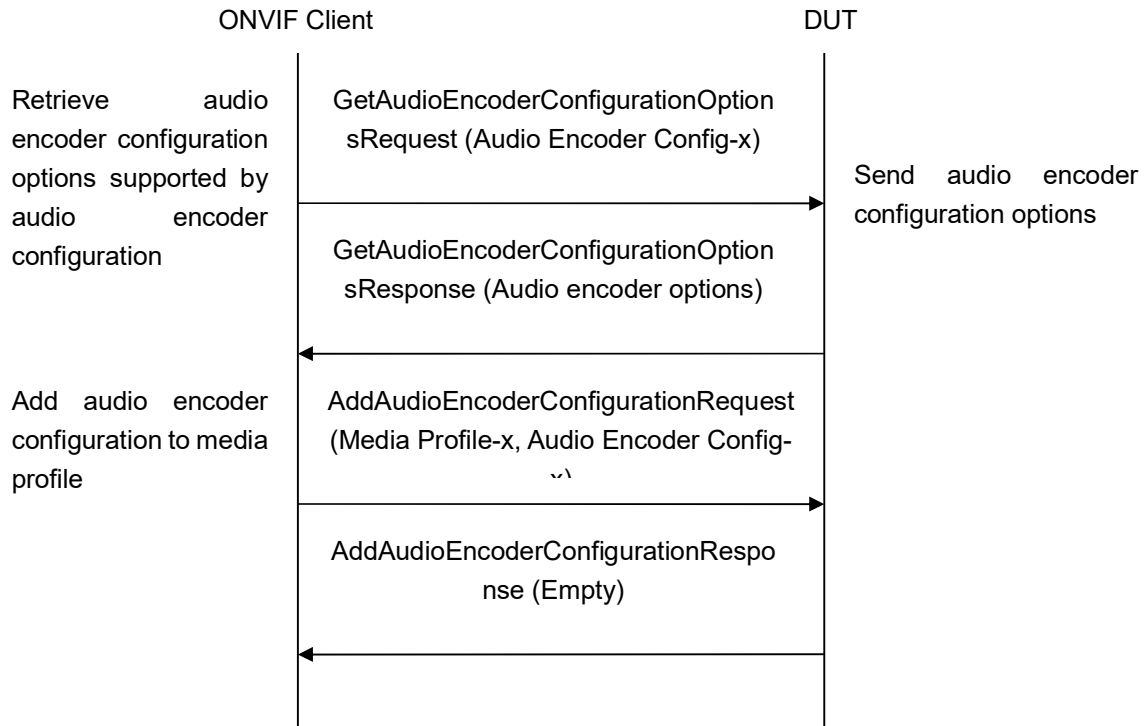 ONVIF Client
DUT
Retrieve audio
encoder configuration
options supported by
audio encoder
configuration
GetAudioEncoderConfigurationOption
sRequest (Audio Encoder Config-x)
Send audio encoder
configuration options
GetAudioEncoderConfigurationOption
sResponse (Audio encoder options)
Add audio encoder
configuration to media
profile
AddAudioEncoderConfigurationRequest
(Media Profile-x, Audio Encoder Config-
x)
AddAudioEncoderConfigurationRespo
nse (Empty)